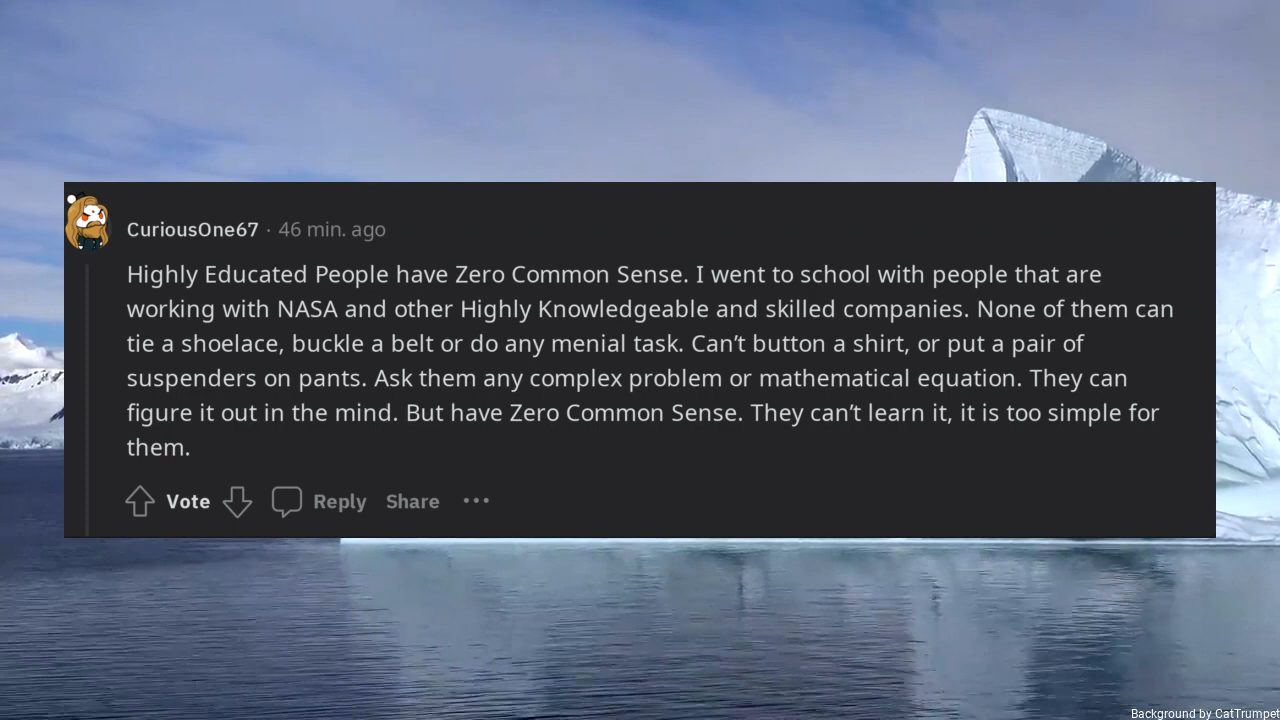 CuriousOne67 · 46 min. ago
Highly Educated People have Zero Common Sense. I went to school with people that are
working with NASA and other Highly Knowledgeable and skilled companies. None of them can
tie a shoelace, buckle a belt or do any menial task. Can’t button a shirt, or put a pair of
suspenders on pants. Ask them any complex problem or mathematical equation. They can
figure it out in the mind. But have Zero Common Sense. They can’t learn it, it is too simple for
them.
Vote Reply Share
Background by CatTrumpet